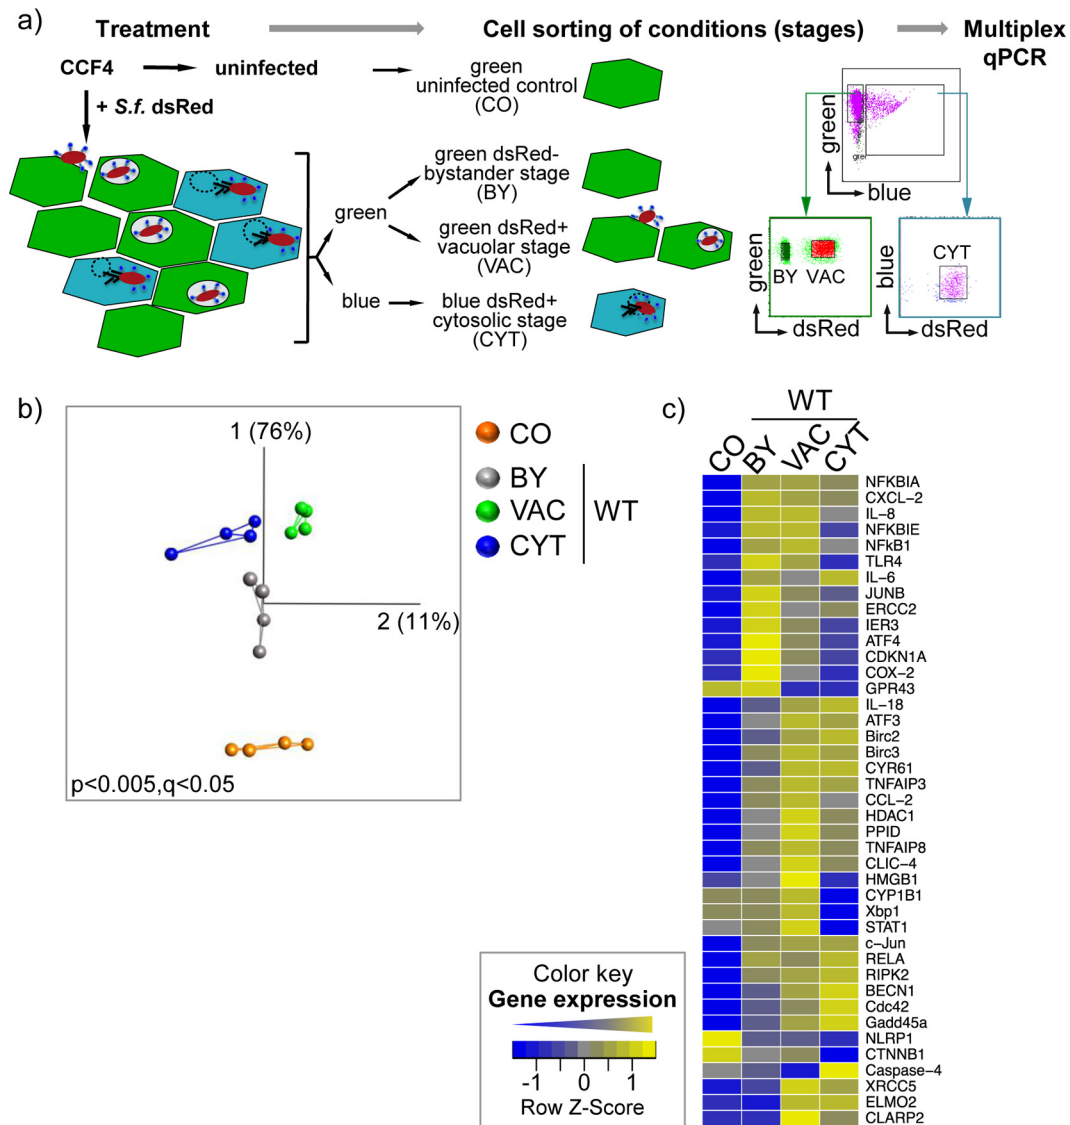 a)
Treatment
Cell sorting of conditions (stages)
Multiplex
qPCR
CCF4
uninfected
green
uninfected control
(CO)
+ S.f. dsRed
green
blue
green dsRed-
bystander stage
(BY)
green dsRed+
vacuolar stage
(VAC)
blue dsRed+
cytosolic stage
(CYT)
green
gre
blue
green
BY VAC
dsRed
blue
CYT
dsRed
b)
1 (76%)
2 (11%)
p<0.005,q<0.05
CO
BY
VAC
CYT
WT
c)
WT
CO BY VAC CYT
NFKBIA
CXCL-2
IL-8
NFKBIE
NFkB1
TLR4
IL-6
JUNB
ERCC2
IER3
ATF4
CDKN1A
COX-2
GPR43
IL-18
ATF3
Birc2
Birc3
CYR61
TNFAIP3
CCL-2
HDAC1
PPID
TNFAIP8
CLIC-4
HMGB1
CYP1B1
Xbp1
STAT1
c-Jun
RELA
RIPK2
BECN1
Cdc42
Gadd45a
NLRP1
CTNNB1
Caspase-4
XRCC5
ELMO2
CLARP2
Color key
Gene expression
-1 0 1
Row Z-Score